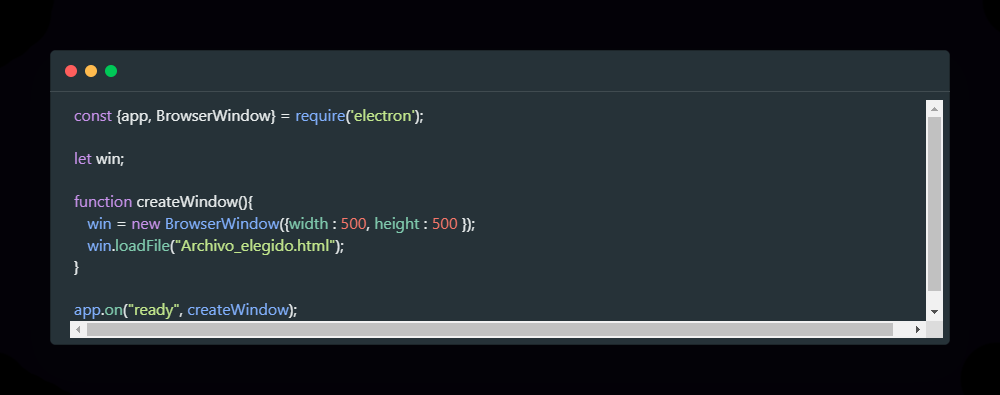 const {app, BrowserWindow} = require('electron');
let win;
function createWindow(){
win = new BrowserWindow({width : 500, height : 500 });
win.loadFile("Archivo_elegido.html");
}
app.on("ready", createWindow);